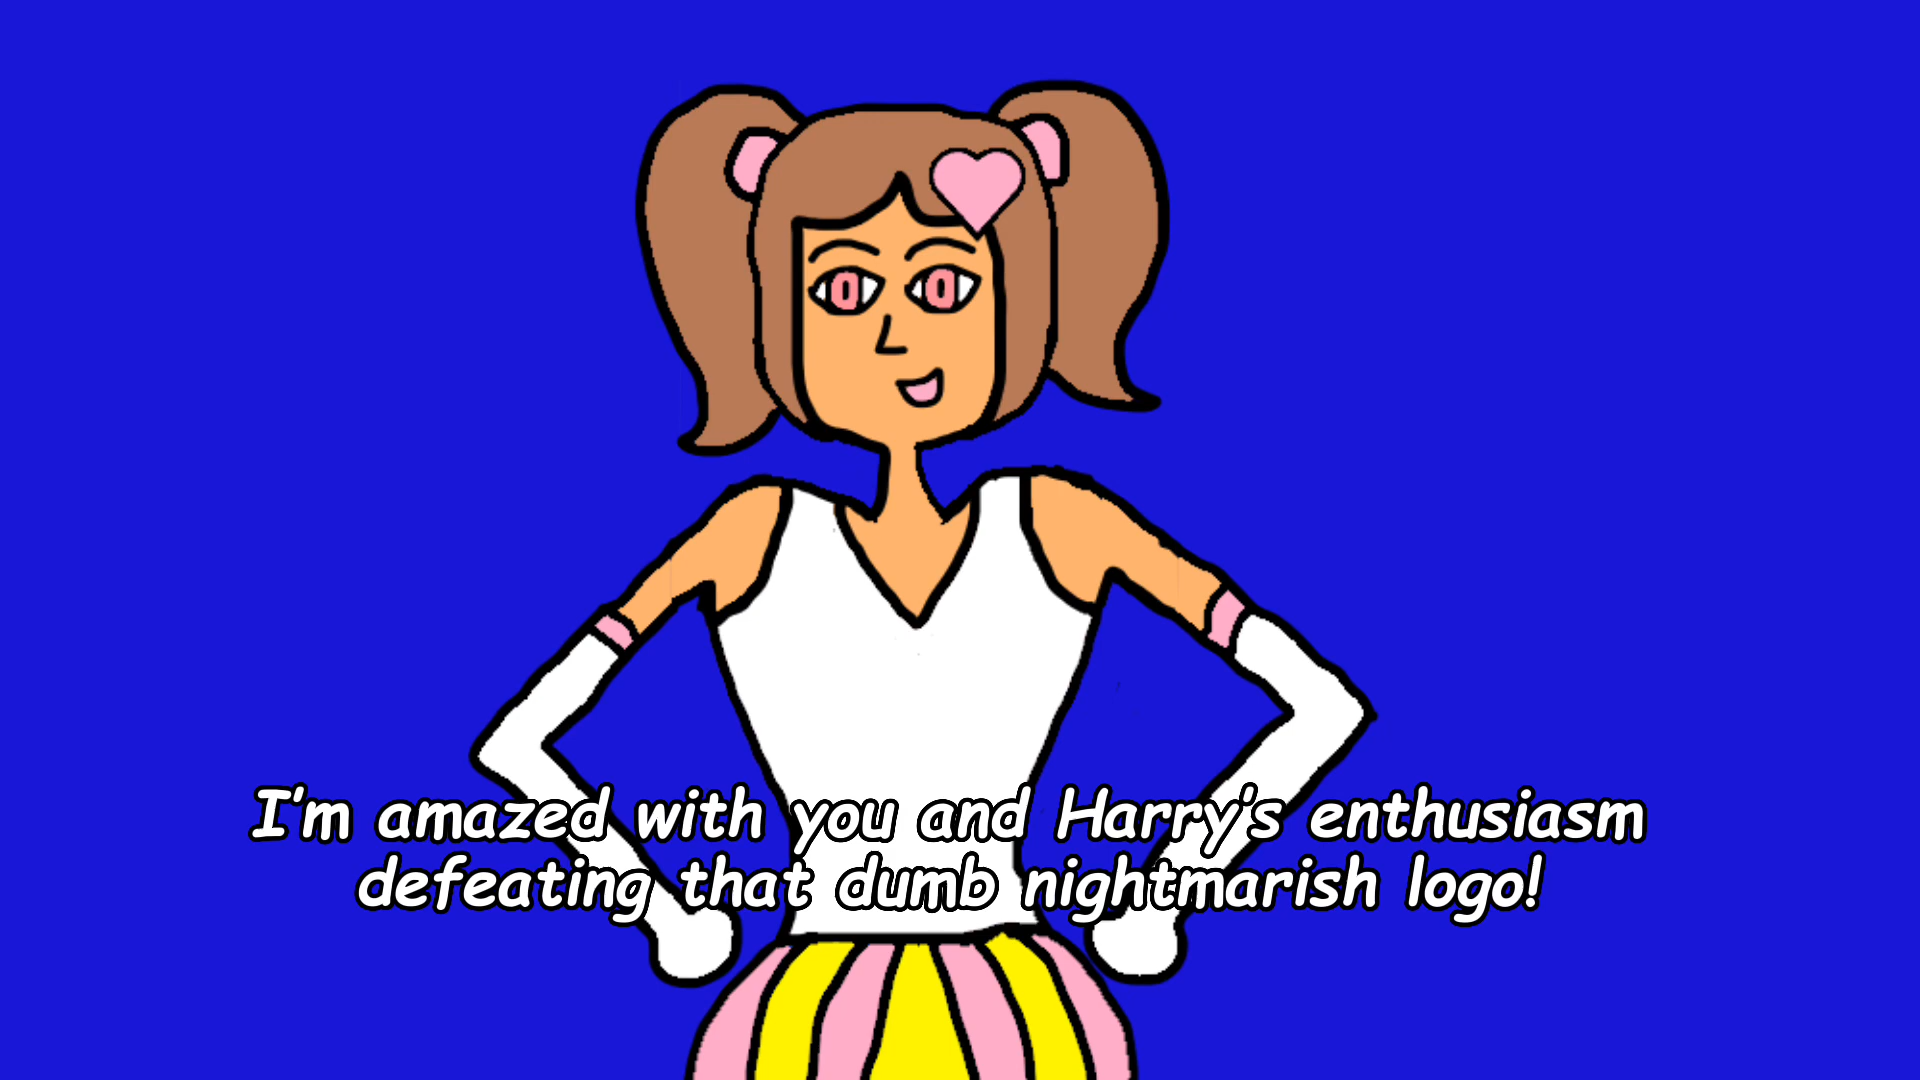 I'm amazed with you and Harry's enthusiasm
defeating that dumb nightmarish logo!